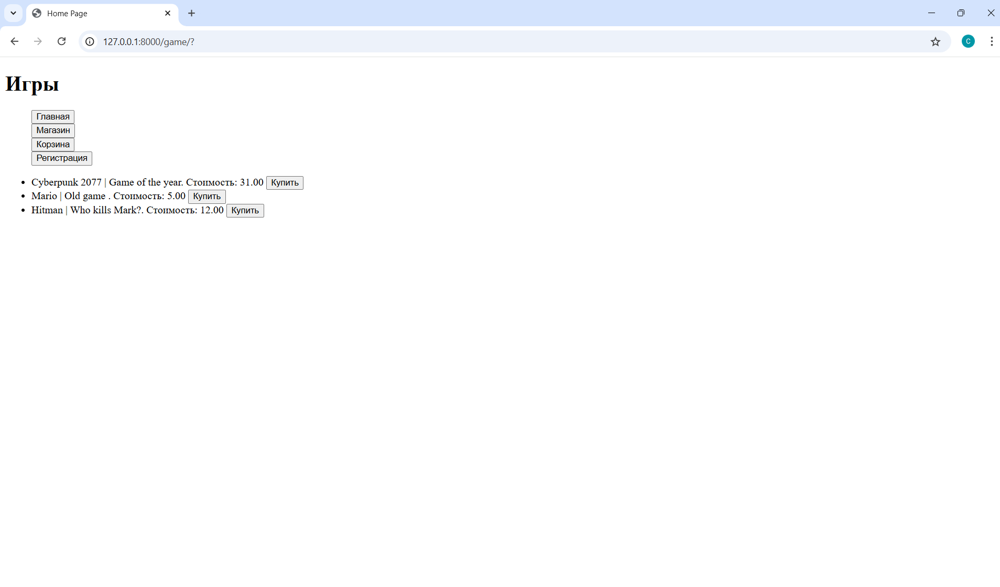 Home Page
127.0.0.1:8000/game/?
C
Игры
Главная
Магазин
Корзина
Регистрация
Cyberpunk 2077 | Game of the year. Стоимость: 31.00 Купить
Mario | Old game . Стоимость: 5.00 Купить
Hitman | Who kills Mark?. Стоимость: 12.00 Купить